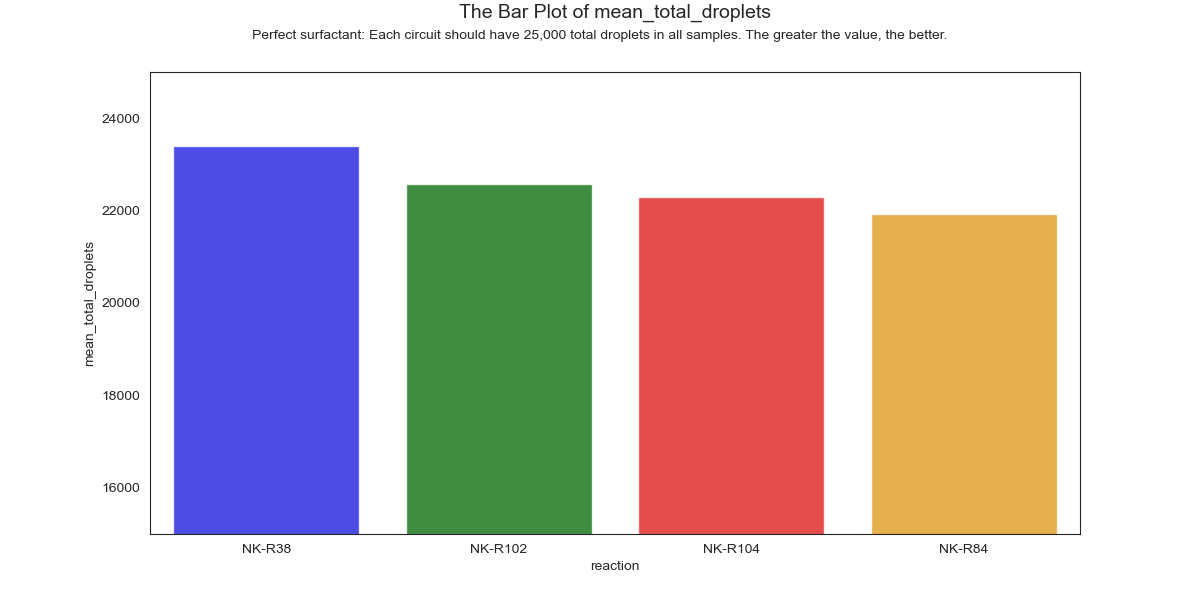 The Bar Plot of mean_total_droplets
Perfect surfactant: Each circuit should have 25,000 total droplets in all samples. The greater the value, the better.
24000
22000
20000
18000
16000
mean_total_droplets
NK-R38 NK-R102 NK-R104 NK-R84
reaction